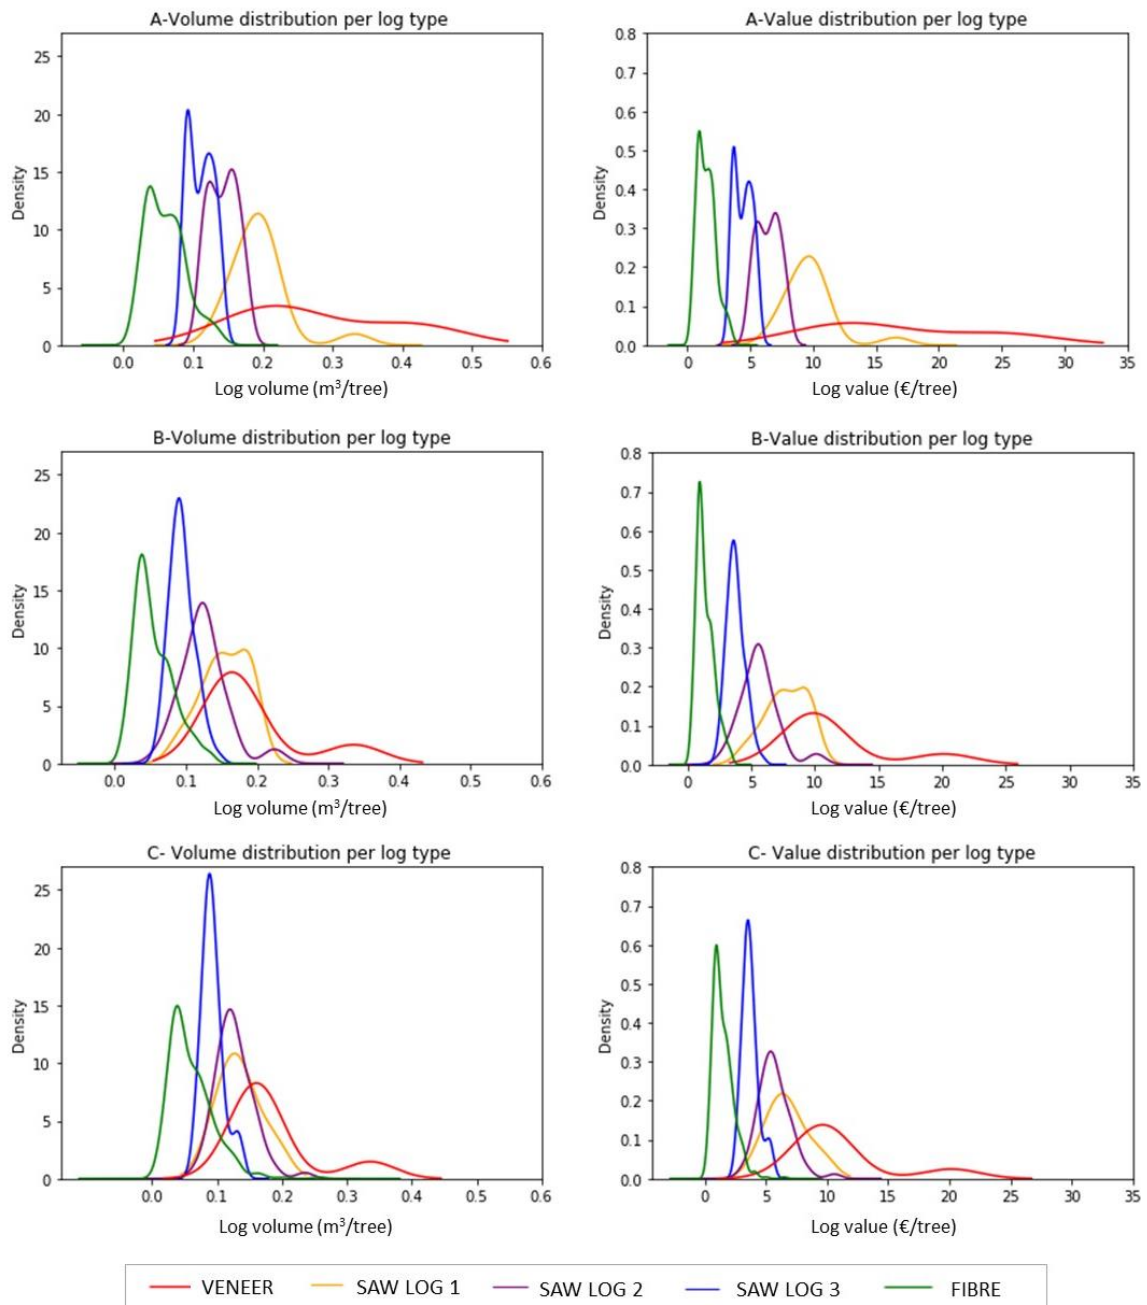 A-Volume distribution per log type
25
20
15
10
5
0
Density
0.0 0.1 0.2 0.3 0.4 0.5 0.6
Log volume (m³/tree)
A-Value distribution per log type
0.8
0.7
0.6
0.5
0.4
0.3
0.2
0.1
0.0
Density
0 5 10 15 20 25 30 35
Log value (€/tree)
B-Volume distribution per log type
25
20
15
10
5
0
Density
0.0 0.1 0.2 0.3 0.4 0.5 0.6
Log volume (m³/tree)
B-Value distribution per log type
0.8
0.7
0.6
0.5
0.4
0.3
0.2
0.1
0.0
Density
0 5 10 15 20 25 30 35
Log value (€/tree)
C- Volume distribution per log type
25
20
15
10
5
0
Density
0.0 0.1 0.2 0.3 0.4 0.5 0.6
Log volume (m³/tree)
C- Value distribution per log type
0.8
0.7
0.6
0.5
0.4
0.3
0.2
0.1
0.0
Density
0 5 10 15 20 25 30 35
Log value (€/tree)
VENEER SAW LOG 1 SAW LOG 2 SAW LOG 3 FIBRE